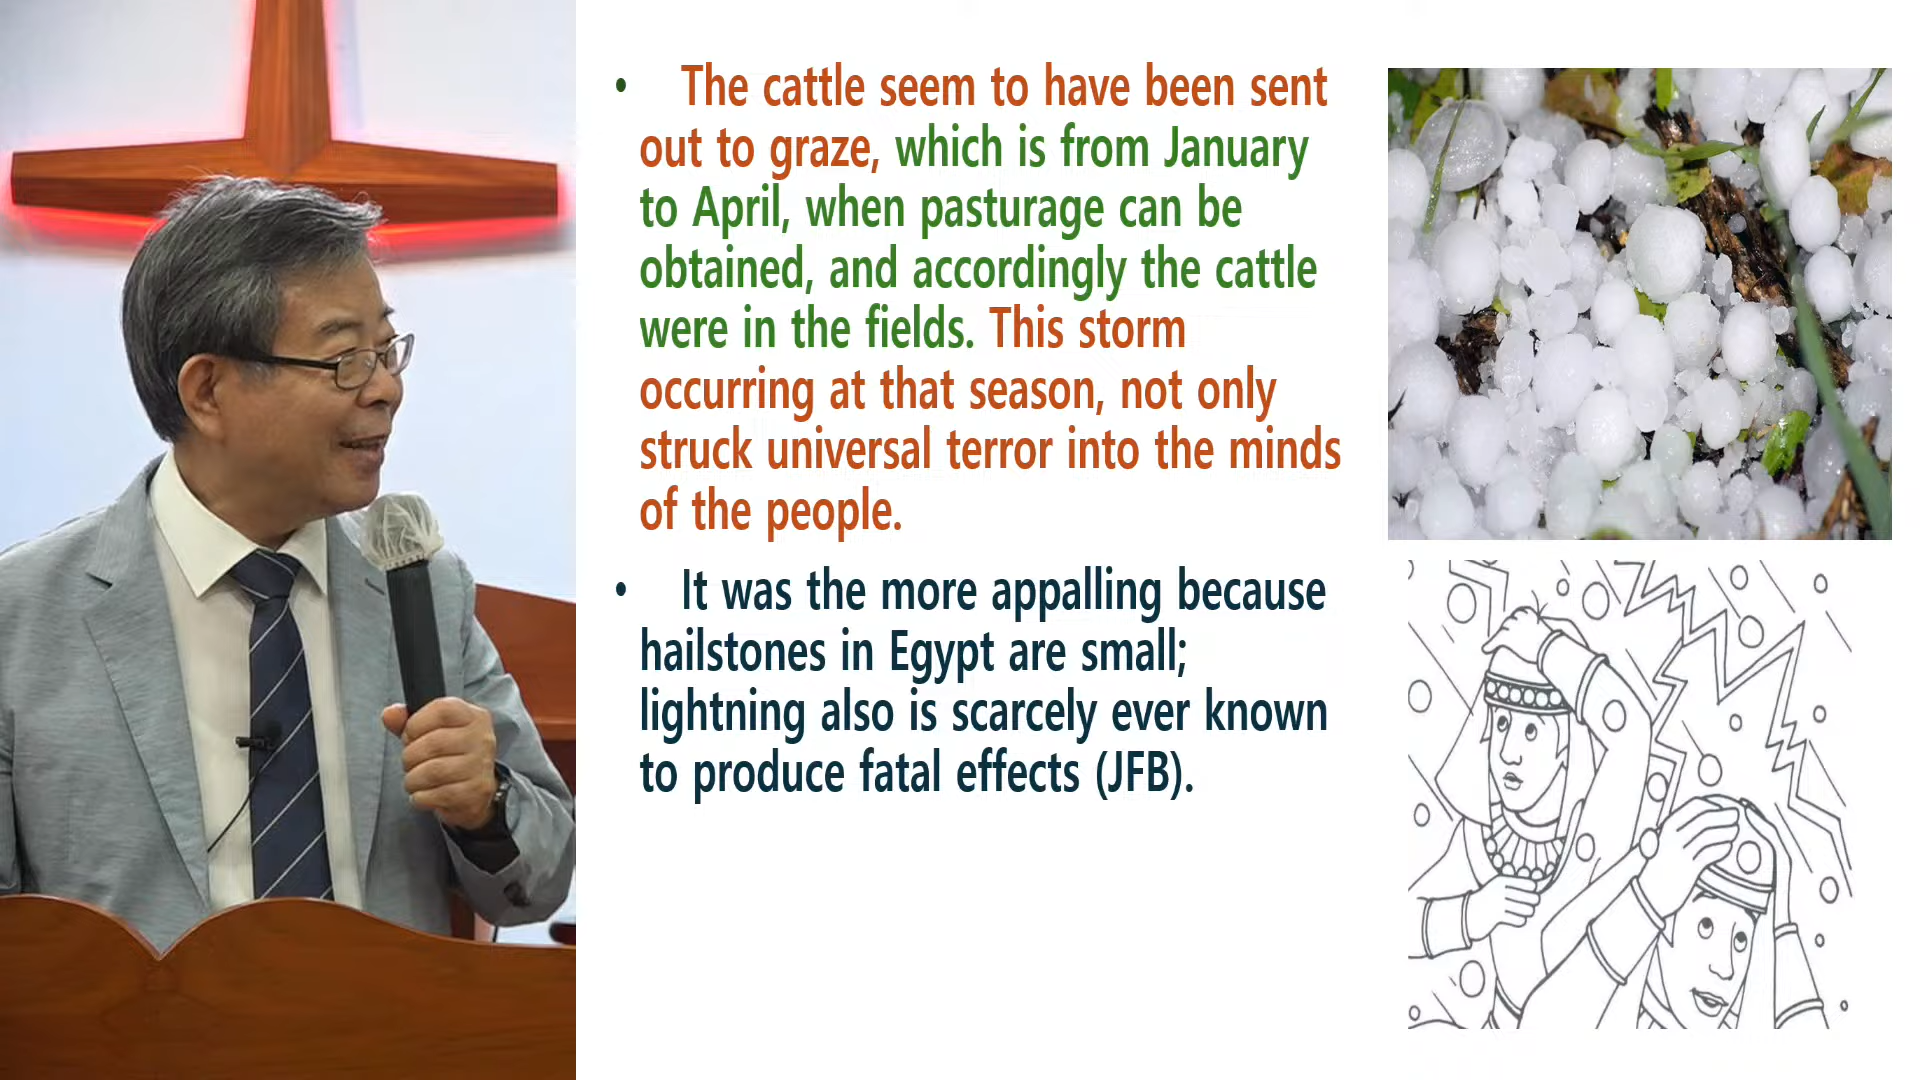 • The cattle seem to have been sent
out to graze, which is from January
to April, when pasturage can be
obtained, and accordingly the cattle
were in the fields. This storm
occurring at that season, not only
struck universal terror into the minds
of the people.
• It was the more appalling because
hailstones in Egypt are small;
lightning also is scarcely ever known
to produce fatal effects (JFB).